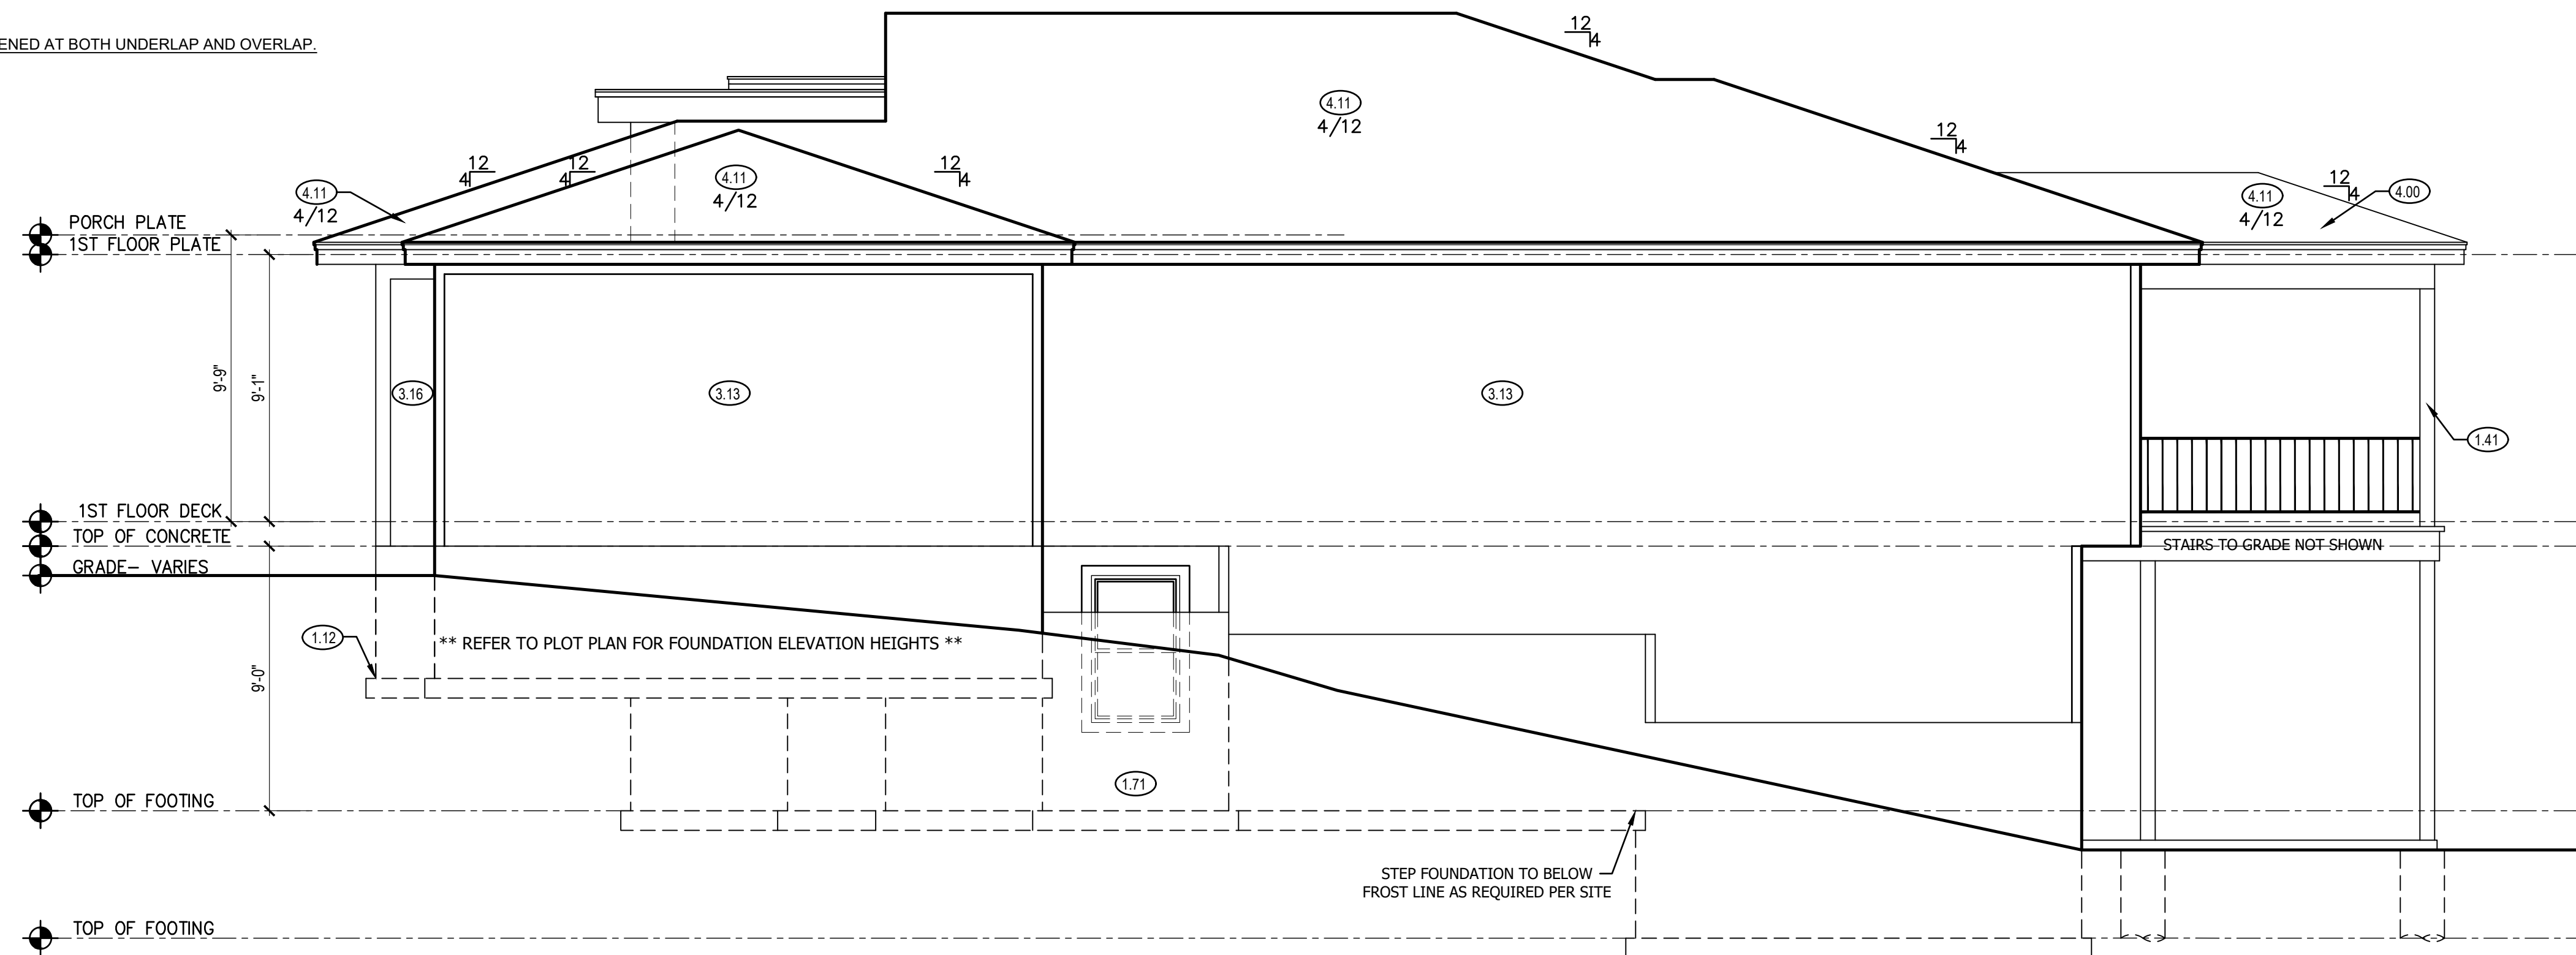 ENED AT BOTH UNDERLAP AND OVERLAP.
12
4
4.11
4/12
12
4
12
4
12
4
12
4
4.11
4/12
4.11
4/12
12
4
4.11
4/12
4.00
PORCH PLATE
1ST FLOOR PLATE
9'-9"
9'-1"
3.16
3.13
3.13
1.41
1ST FLOOR DECK
TOP OF CONCRETE
STAIRS TO GRADE NOT SHOWN
GRADE- VARIES
1.12
** REFER TO PLOT PLAN FOR FOUNDATION ELEVATION HEIGHTS **
9'-0"
1.71
TOP OF FOOTING
STEP FOUNDATION TO BELOW
FROST LINE AS REQUIRED PER SITE
TOP OF FOOTING